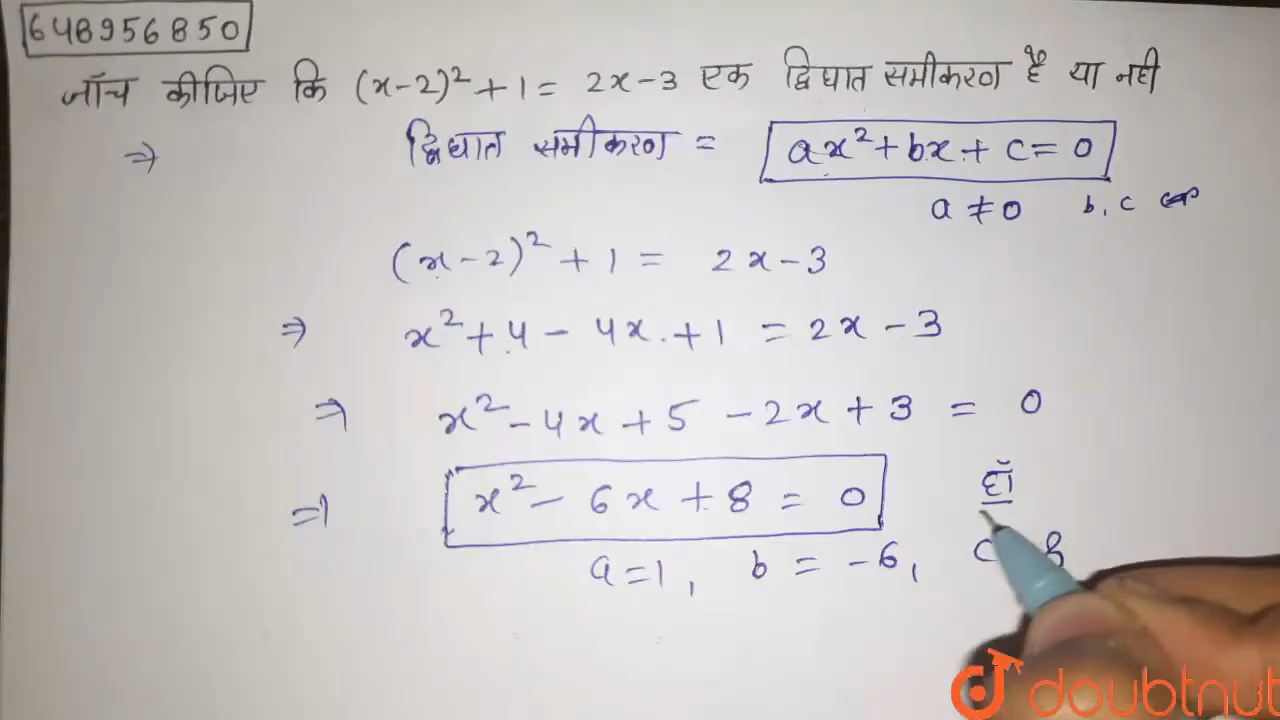 648956850
जाँच कीजिए कि (x-2)² + 1 = 2x - 3 एक द्विघात समीकरण है या नही
⇒ द्विघात समीकरण = ax² + bx + c = 0
a ≠ 0 b, c
(x-2)² + 1 = 2x - 3
⇒ x² + 4 - 4x + 1 = 2x - 3
⇒ x² - 4x + 5 - 2x + 3 = 0
⇒ x² - 6x + 8 = 0 हाँ
a = 1, b = -6, c 8
doubtnut